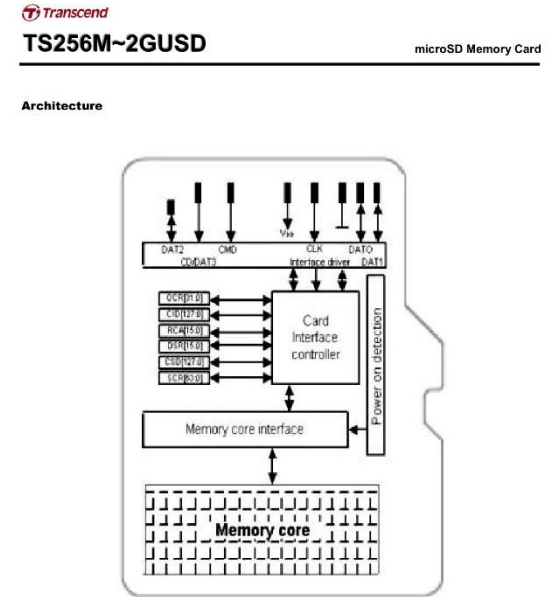 Transcend
TS256M~2GUSD
microSD Memory Card
Architecture
VDD
DAT2 CMD CLK DATO
CD/DAT3 Interface driver DAT1
OCR[31:0]
CID[127:0]
RCA[15:0]
DSR[15:0]
CSD[127:0]
SCR[63:0]
Card
Interface
controller
Power on detection
Memory core interface
Memory core